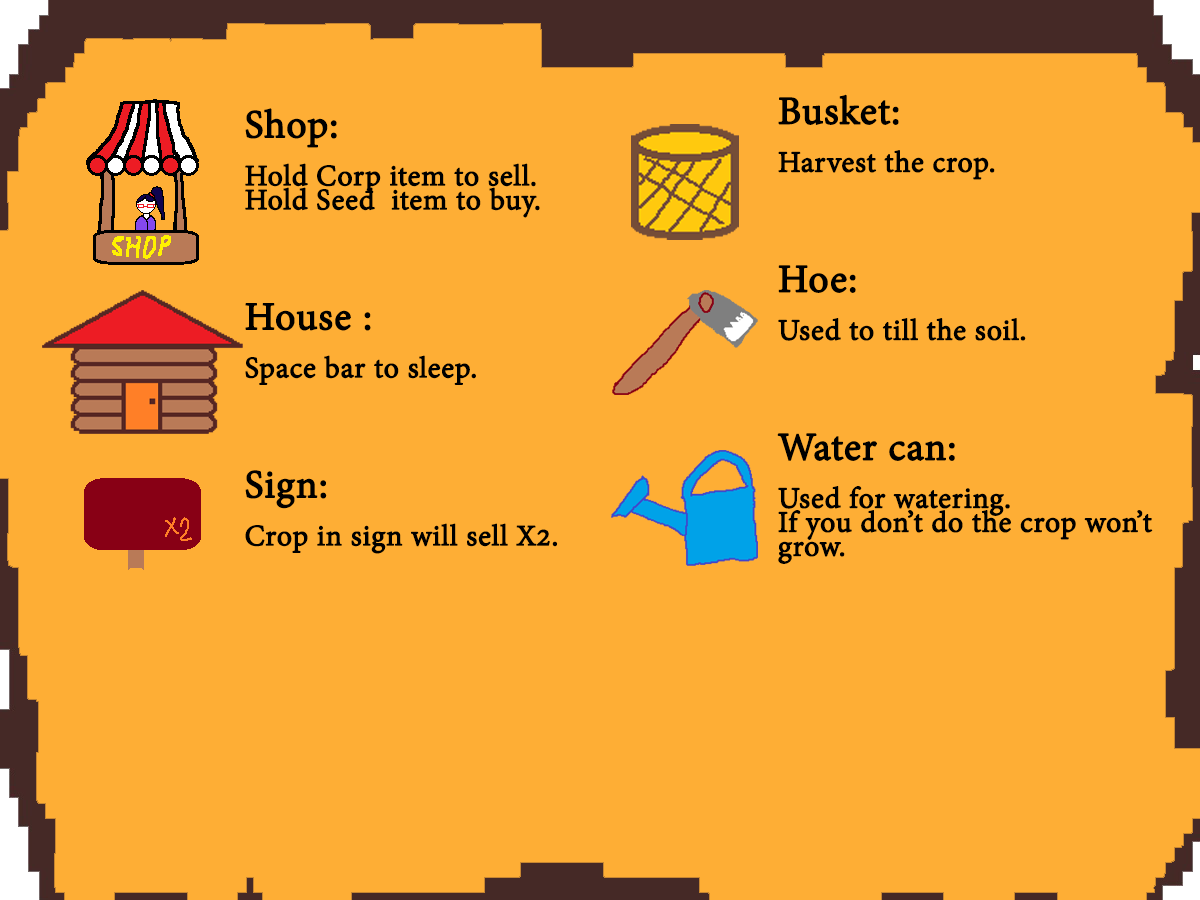 Shop:
Hold Corp item to sell.
Hold Seed  item to buy.
SHOP
House :
Space bar to sleep.
Sign:
Crop in sign will sell X2.
X2
Busket:
Harvest the crop.
Hoe:
Used to till the soil.
Water can:
Used for watering.
If you don’t do the crop won’t
grow.